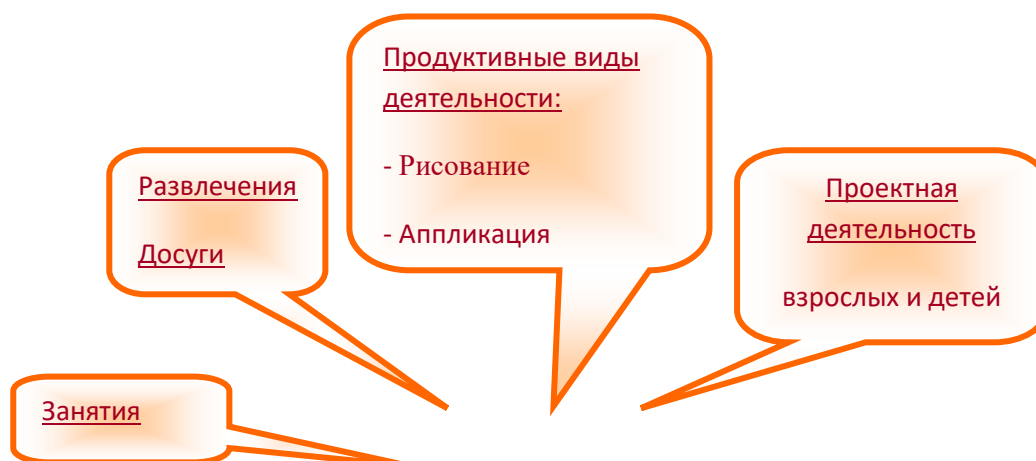 Продуктивные виды
деятельности:
- Рисование
- Аппликация
Развлечения
Досуги
Проектная
деятельность
взрослых и детей
Занятия